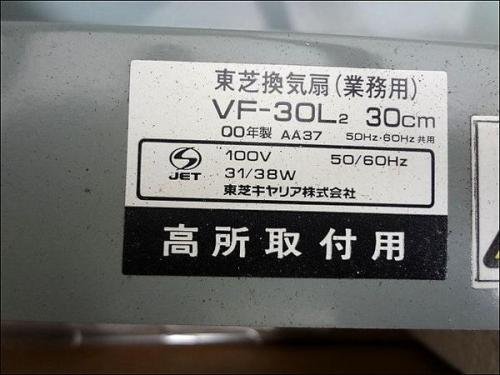 東芝換気扇(業務用)
VF-30L2 30cm
00年製 AA37 50Hz・60Hz共用
JET 100V 50/60Hz
31/38W
東芝キヤリア株式会社
高所取付用